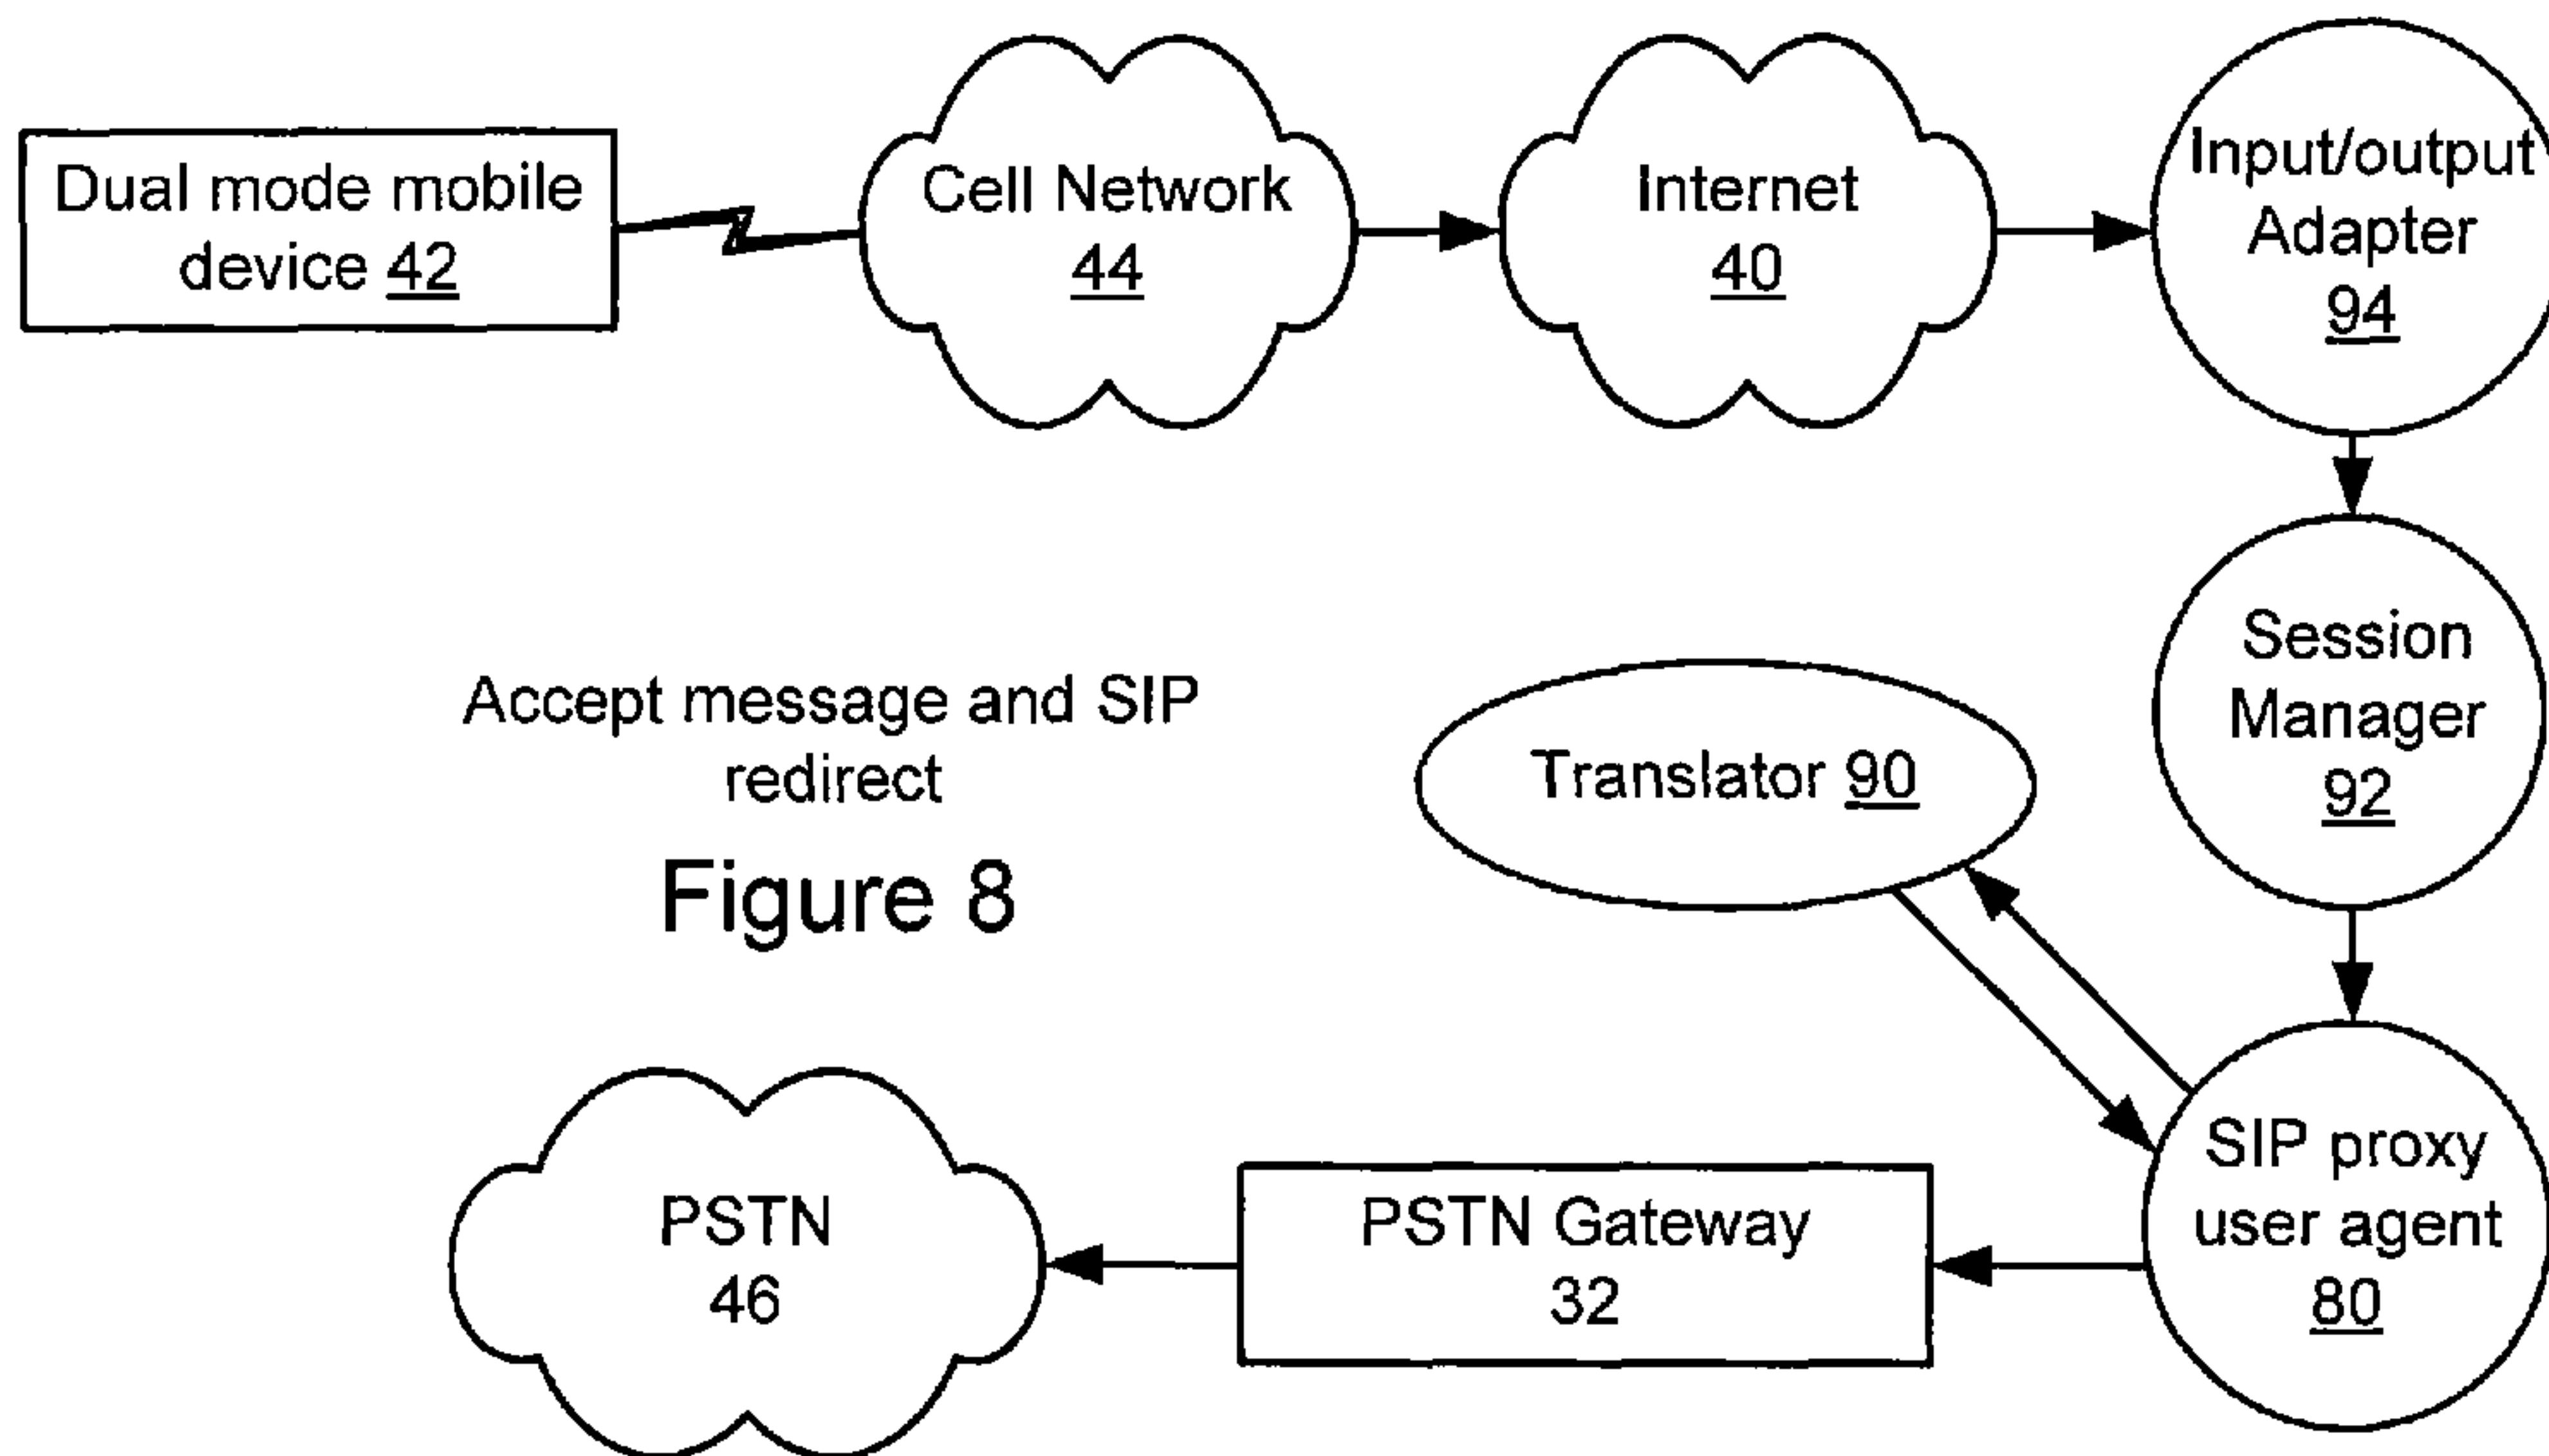 Dual mode mobile
device 42
Cell Network
44
Internet
40
Input/output
Adapter
94
Session
Manager
92
Accept message and SIP
redirect
Figure 8
Translator 90
SIP proxy
user agent
80
PSTN Gateway
32
PSTN
46